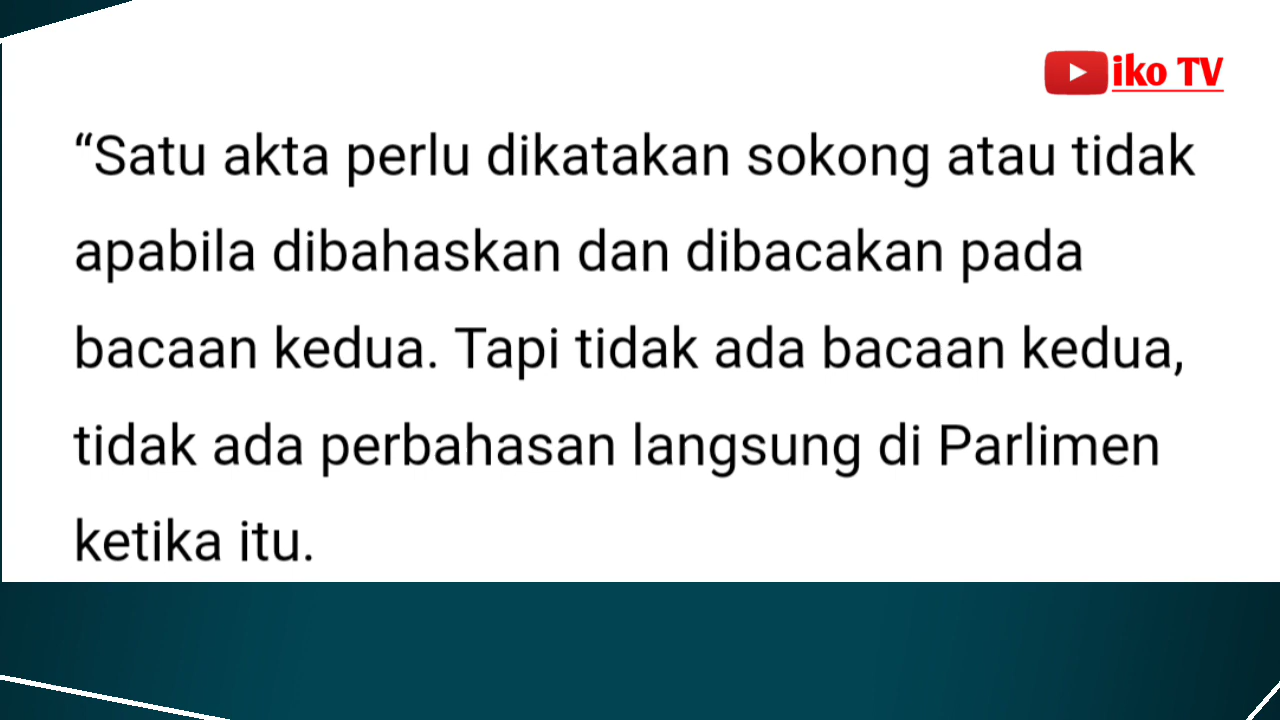 iko TV
“Satu akta perlu dikatakan sokong atau tidak
apabila dibahaskan dan dibacakan pada
bacaan kedua. Tapi tidak ada bacaan kedua,
tidak ada perbahasan langsung di Parlimen
ketika itu.